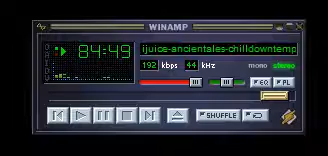 WINAMP
84:49
ijuice-ancientales-chilldowntemp
192 kbps 44 kHz mono stereo
EQ PL
SHUFFLE